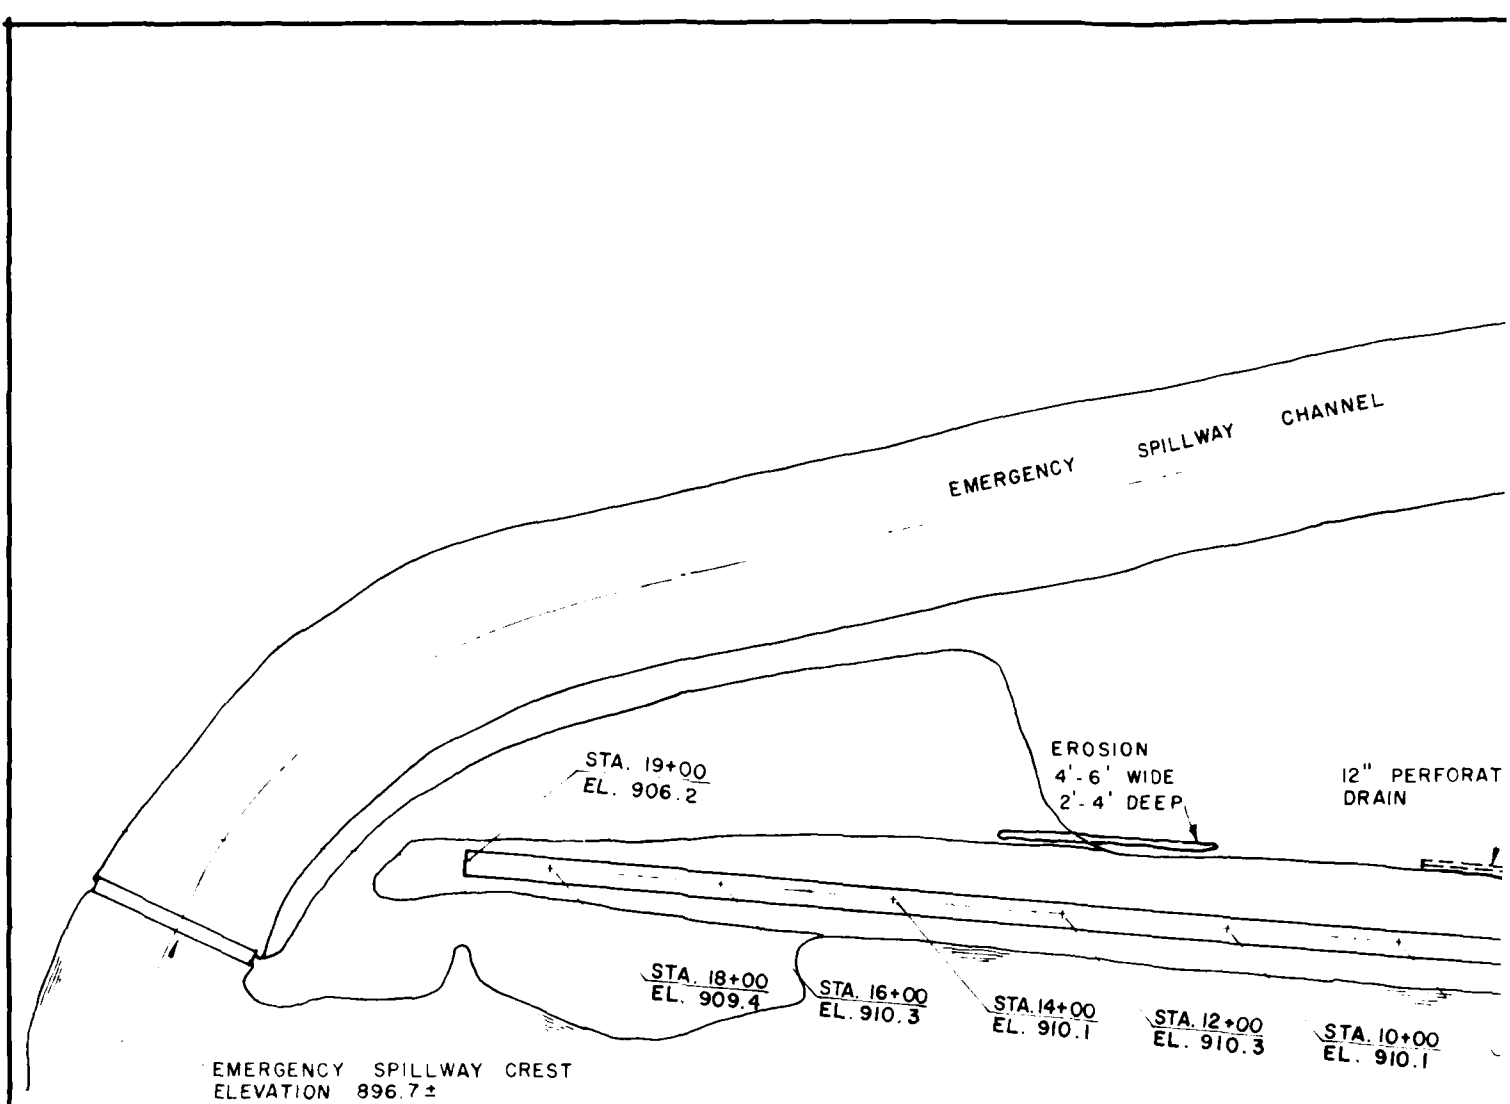 EMERGENCY SPILLWAY CHANNEL
STA. 19+00
EL. 906.2
EROSION
4'-6' WIDE
2'-4' DEEP
12" PERFORAT
DRAIN
STA. 18+00
EL. 909.4
STA. 16+00
EL. 910.3
STA. 14+00
EL. 910.1
STA. 12+00
EL. 910.3
STA. 10+00
EL. 910.1
EMERGENCY SPILLWAY CREST
ELEVATION 896.7±